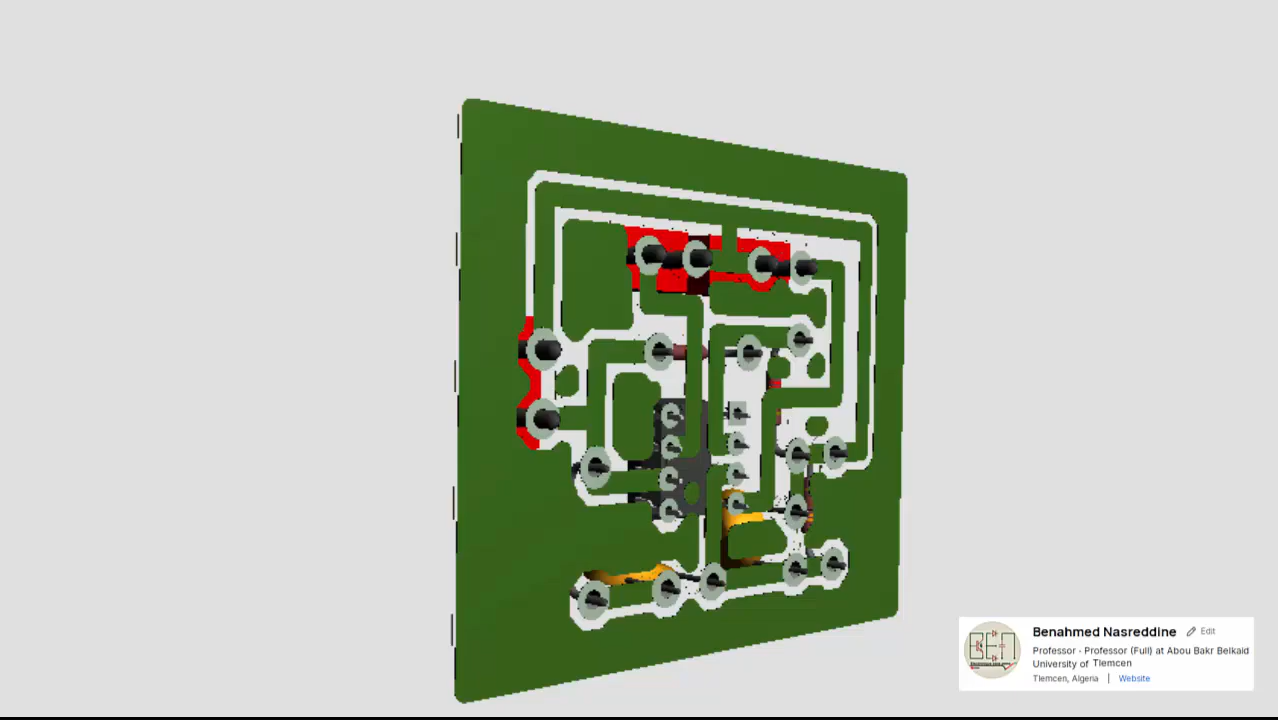 Benahmed Nasreddine Edit
Professor - Professor (Full) at Abou Bakr Belkaid
University of Tlemcen
Tlemcen, Algeria | Website